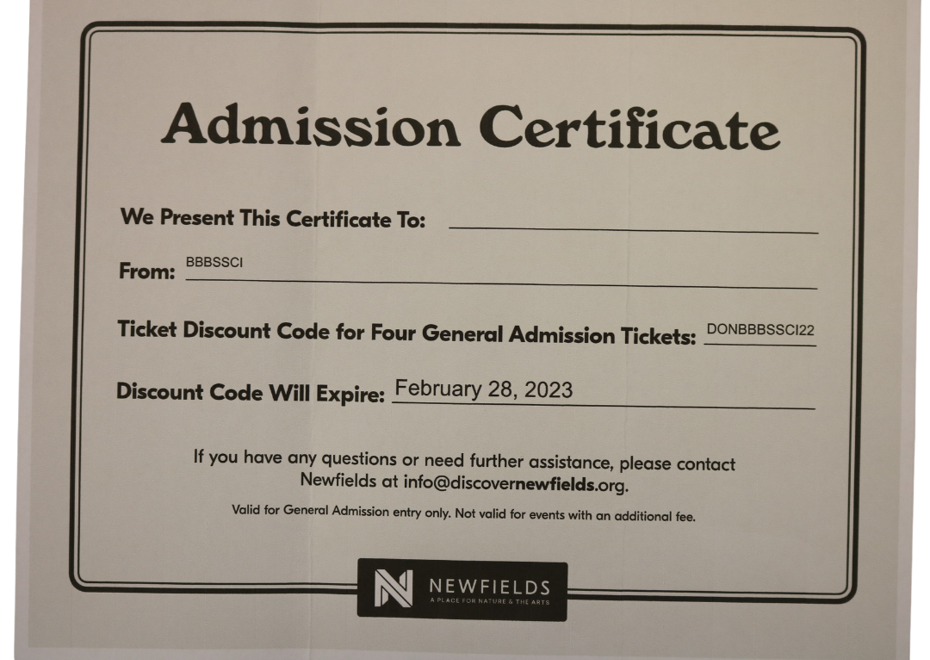 Admission Certificate
We Present This Certificate To:
From: BBBSSCI
Ticket Discount Code for Four General Admission Tickets: DONBBBSSCI22
Discount Code Will Expire: February 28, 2023
If you have any questions or need further assistance, please contact
Newfields at info@discovernewfields.org.
Valid for General Admission entry only. Not valid for events with an additional fee.
N NEWFIELDS
A PLACE FOR NATURE & THE ARTS